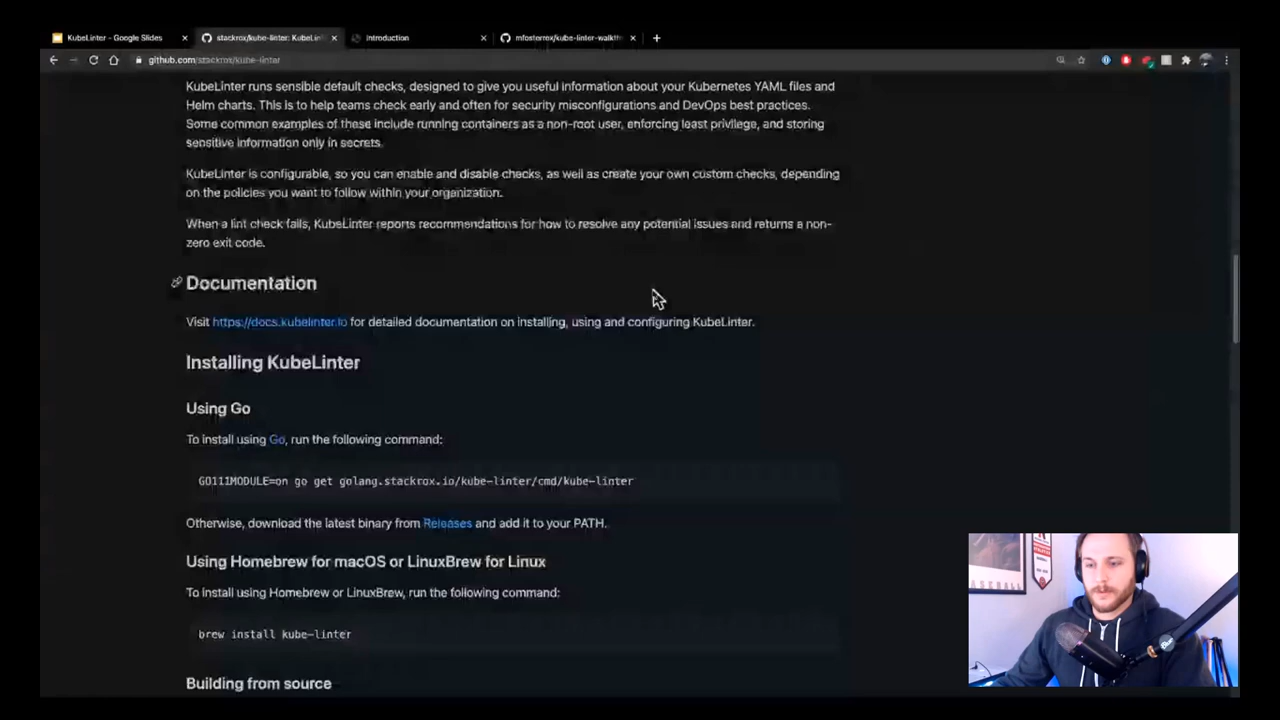 KubeLinter - Google Slides
stackrox/kube-linter: KubeLin
Introduction
mfosterrox/kube-linter-walkth
github.com/stackrox/kube-linter
KubeLinter runs sensible default checks, designed to give you useful information about your Kubernetes YAML files and
Helm charts. This is to help teams check early and often for security misconfigurations and DevOps best practices.
Some common examples of these include running containers as a non-root user, enforcing least privilege, and storing
sensitive information only in secrets.
KubeLinter is configurable, so you can enable and disable checks, as well as create your own custom checks, depending
on the policies you want to follow within your organization.
When a lint check fails, KubeLinter reports recommendations for how to resolve any potential issues and returns a non-
zero exit code.
Documentation
Visit https://docs.kubelinter.io for detailed documentation on installing, using and configuring KubeLinter.
Installing KubeLinter
Using Go
To install using Go, run the following command:
GO111MODULE=on go get golang.stackrox.io/kube-linter/cmd/kube-linter
Otherwise, download the latest binary from Releases and add it to your PATH.
Using Homebrew for macOS or LinuxBrew for Linux
To install using Homebrew or LinuxBrew, run the following command:
brew install kube-linter
Building from source